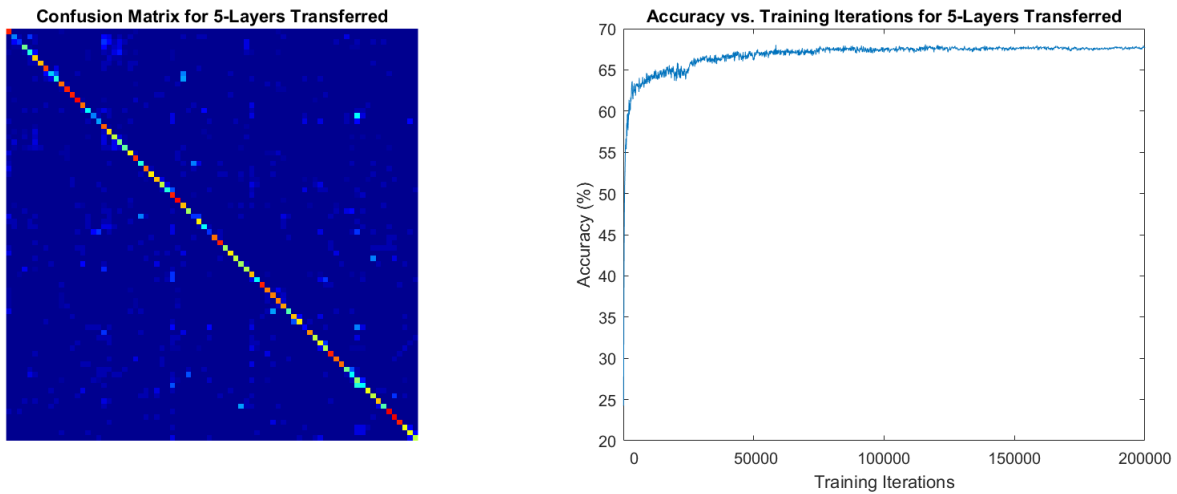 Confusion Matrix for 5-Layers Transferred
Accuracy vs. Training Iterations for 5-Layers Transferred
70
65
60
55
50
45
40
35
30
25
20
Accuracy (%)
0 50000 100000 150000 200000
Training Iterations